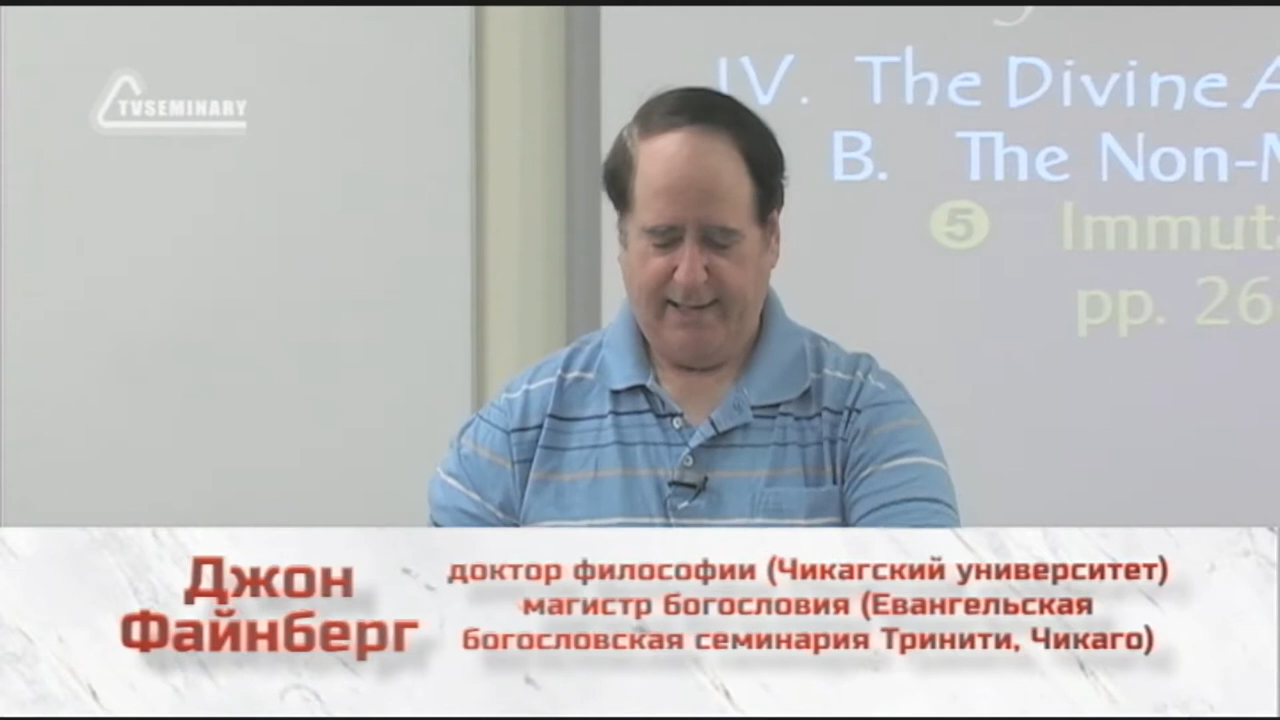 TVSEMINARY
IV. The Divine A
B. The Non-
5 Immut
pp. 26
Джон
Файнберг
доктор философии (Чикагский университет)
магистр богословия (Евангельская
богословская семинария Тринити, Чикаго)